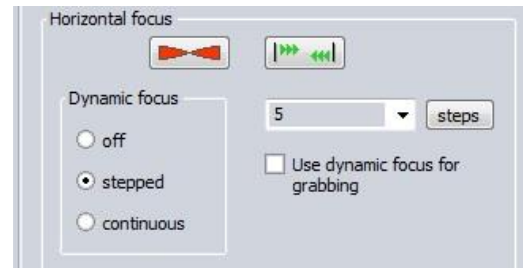 Horizontal focus
Dynamic focus
off
stepped
continuous
5
steps
Use dynamic focus for
grabbing